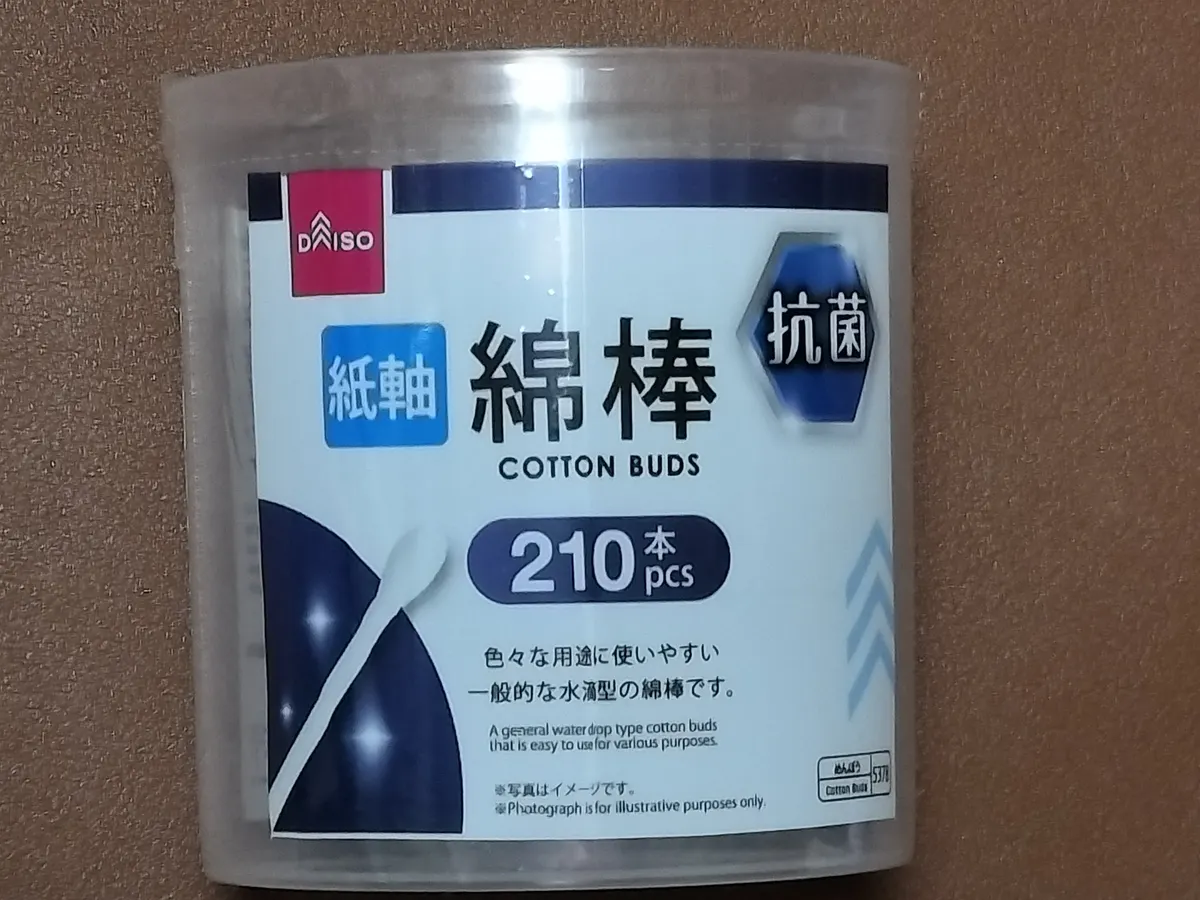 DAISO
抗菌
紙軸
綿棒
COTTON BUDS
210本
pcs
色々な用途に使いやすい
一般的な水滴型の綿棒です。
A general waterdrop type cotton buds
that is easy to use for various purposes.
※写真はイメージです。
※Photograph is for illustrative purposes only.
めんぼう
Cotton Buds
5378